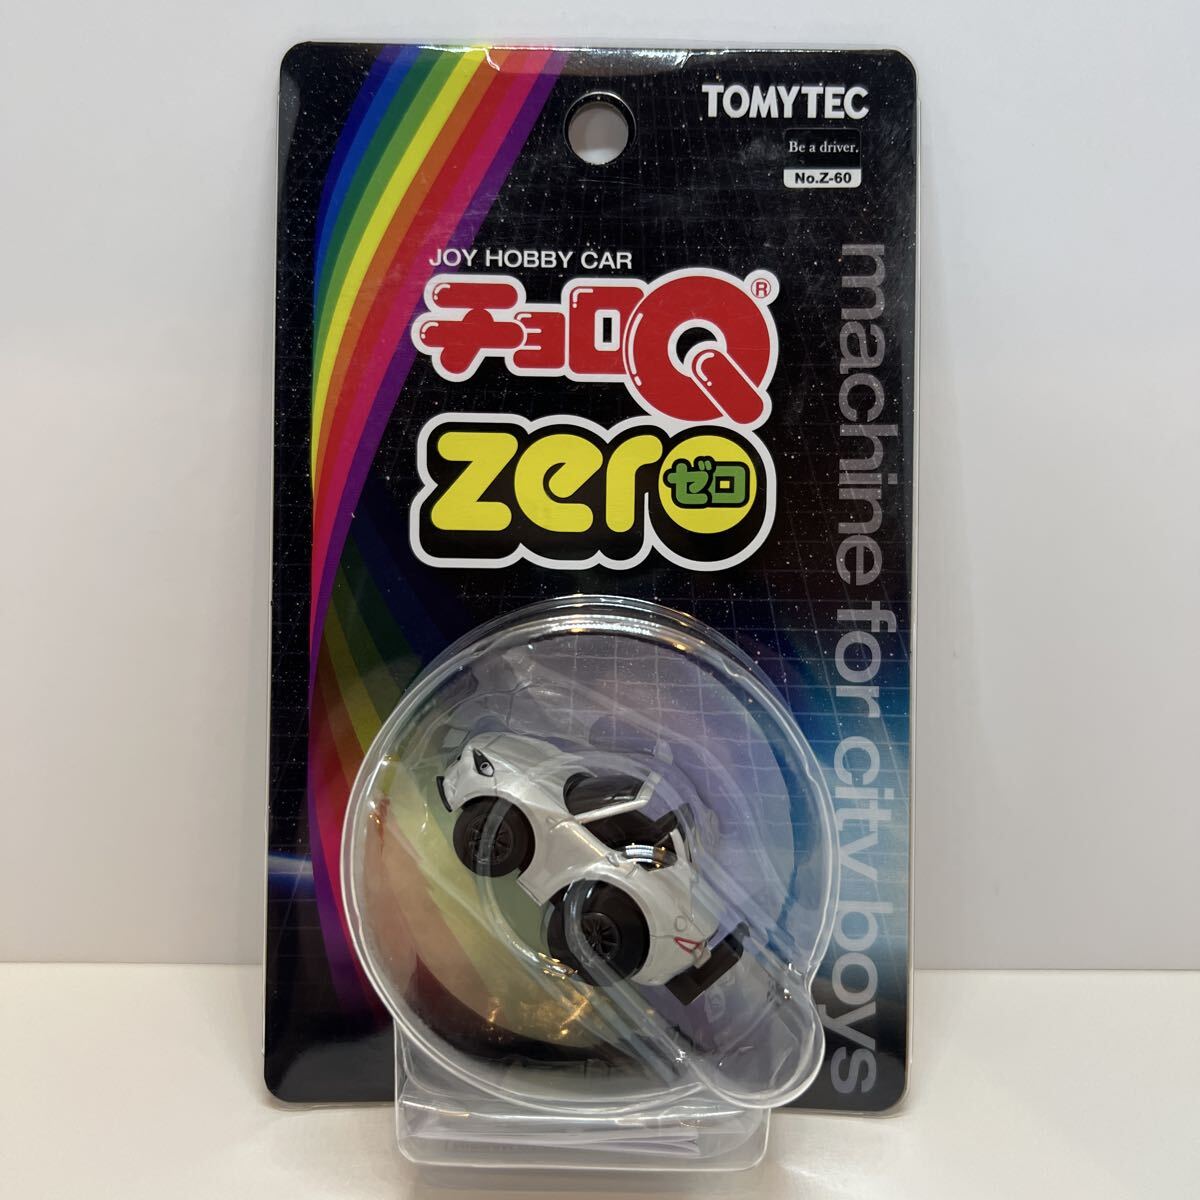 TOMYTEC
Be a driver.
No.Z-60
JOY HOBBY CAR
チョロQ®
zero
ゼロ
machine for city boys